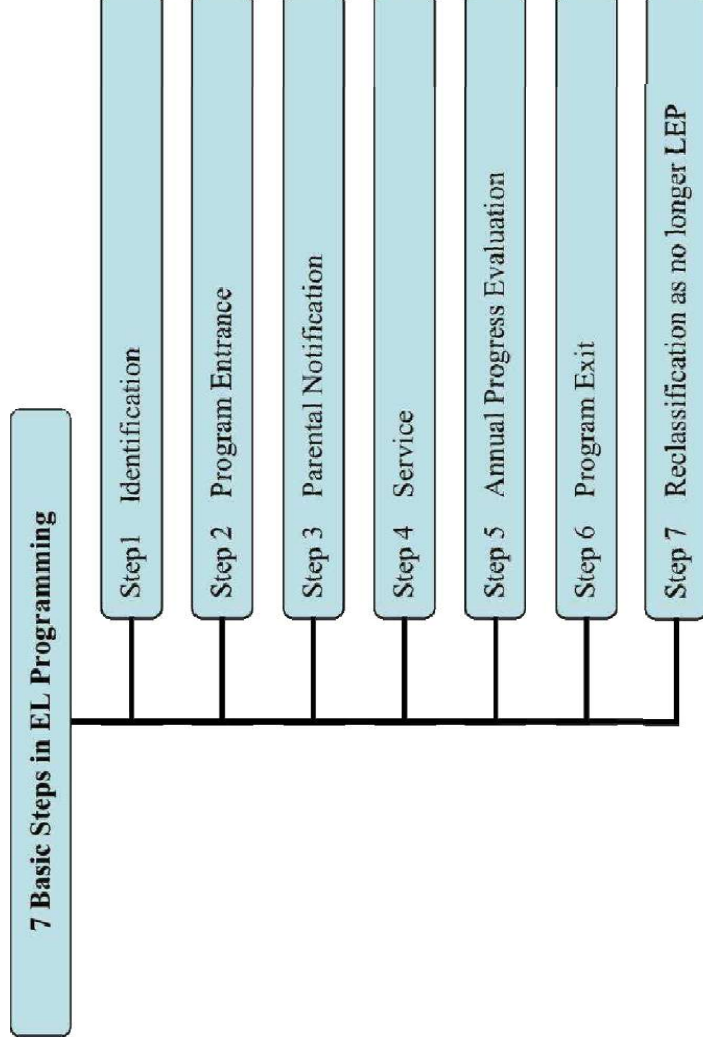 7 Basic Steps in EL Programming
Step1 Identification
Step 2 Program Entrance
Step 3 Parental Notification
Step 4 Service
Step 5 Annual Progress Evaluation
Step 6 Program Exit
Step 7 Reclassification as no longer LEP